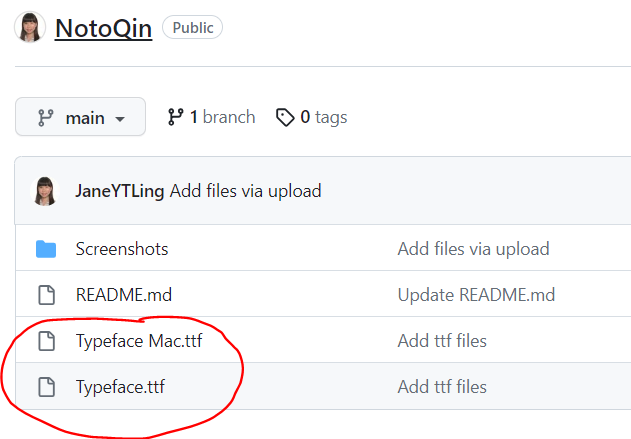 NotoQin Public
main 1 branch 0 tags
JaneYTLing Add files via upload
Screenshots Add files via upload
README.md Update README.md
Typeface Mac.ttf Add ttf files
Typeface.ttf Add ttf files